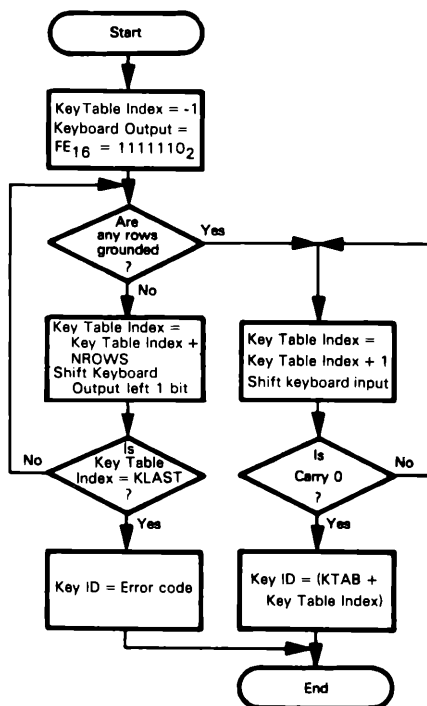 Start
Key Table Index = -1
Keyboard Output =
FE16 = 11111102
Are
any rows
grounded
?
Yes
No
Key Table Index =
Key Table Index +
NROWS
Shift Keyboard
Output left 1 bit
Key Table Index =
Key Table Index + 1
Shift keyboard input
No
Is
Key Table
Index = KLAST
?
Yes
Is
Carry 0
?
No
Yes
Key ID = Error code
Key ID = (KTAB +
Key Table Index)
End